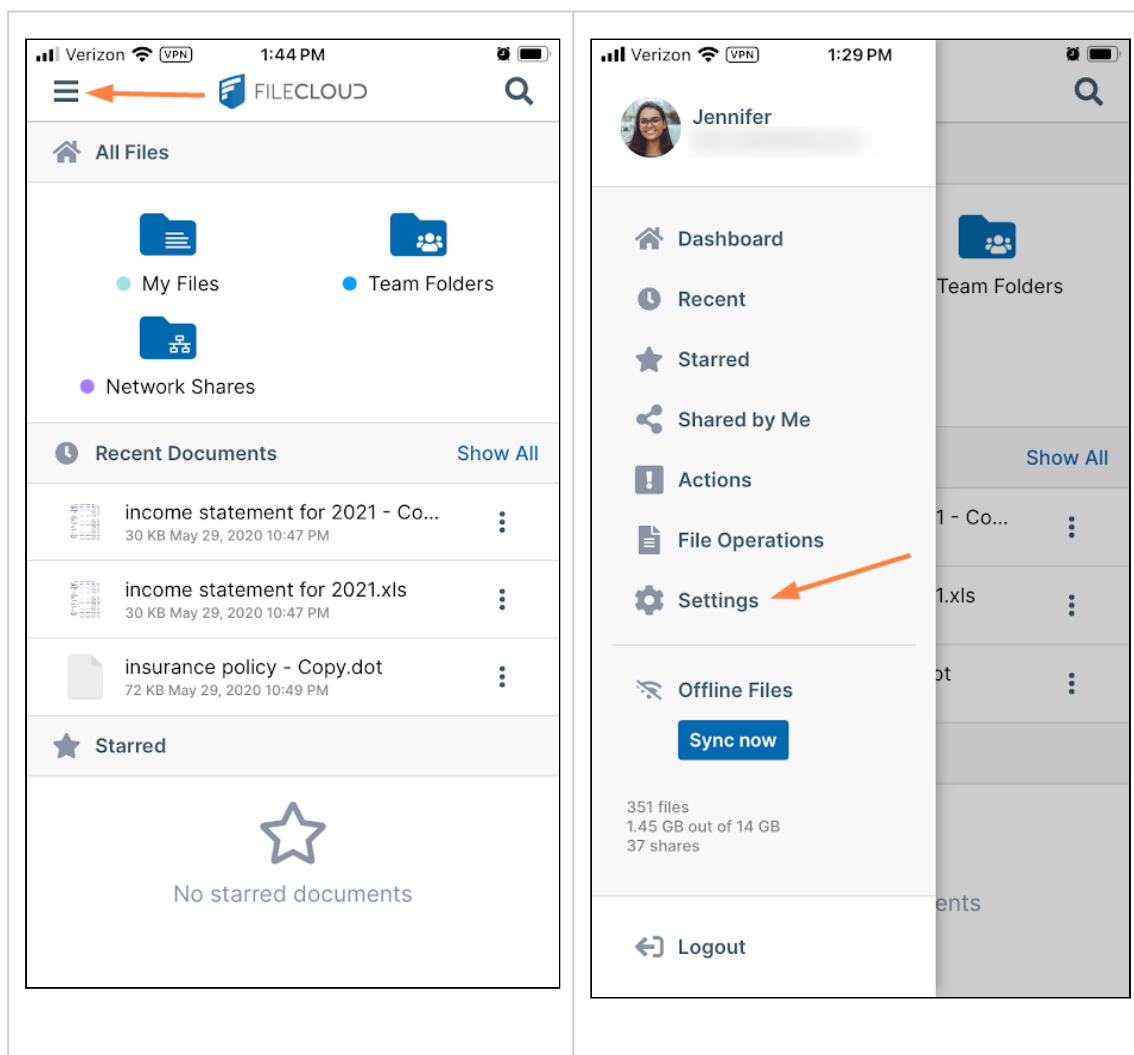 Verizon VPN 1:44 PM
FILECLOUD
All Files
My Files
Team Folders
Network Shares
Recent Documents Show All
income statement for 2021 - Co...
30 KB May 29, 2020 10:47 PM
income statement for 2021.xls
30 KB May 29, 2020 10:47 PM
insurance policy - Copy.dot
72 KB May 29, 2020 10:49 PM
Starred
No starred documents
Verizon VPN 1:29 PM
Jennifer
Dashboard
Recent
Starred
Shared by Me
Actions
File Operations
Settings
Offline Files
Sync now
351 files
1.45 GB out of 14 GB
37 shares
Logout
Team Folders
Show All
1 - Co...
1.xls
ot
ents